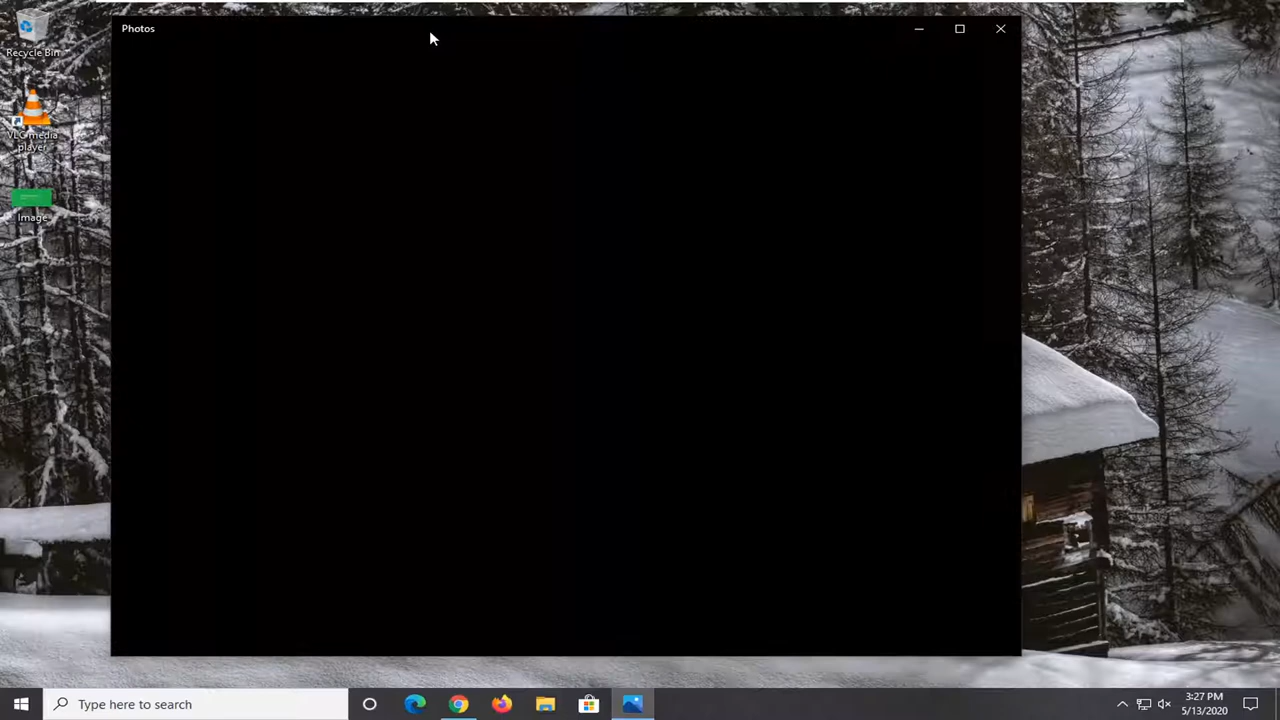 Photos
Recycle Bin
VLC media
player
Image
Type here to search
3:27 PM
5/13/2020